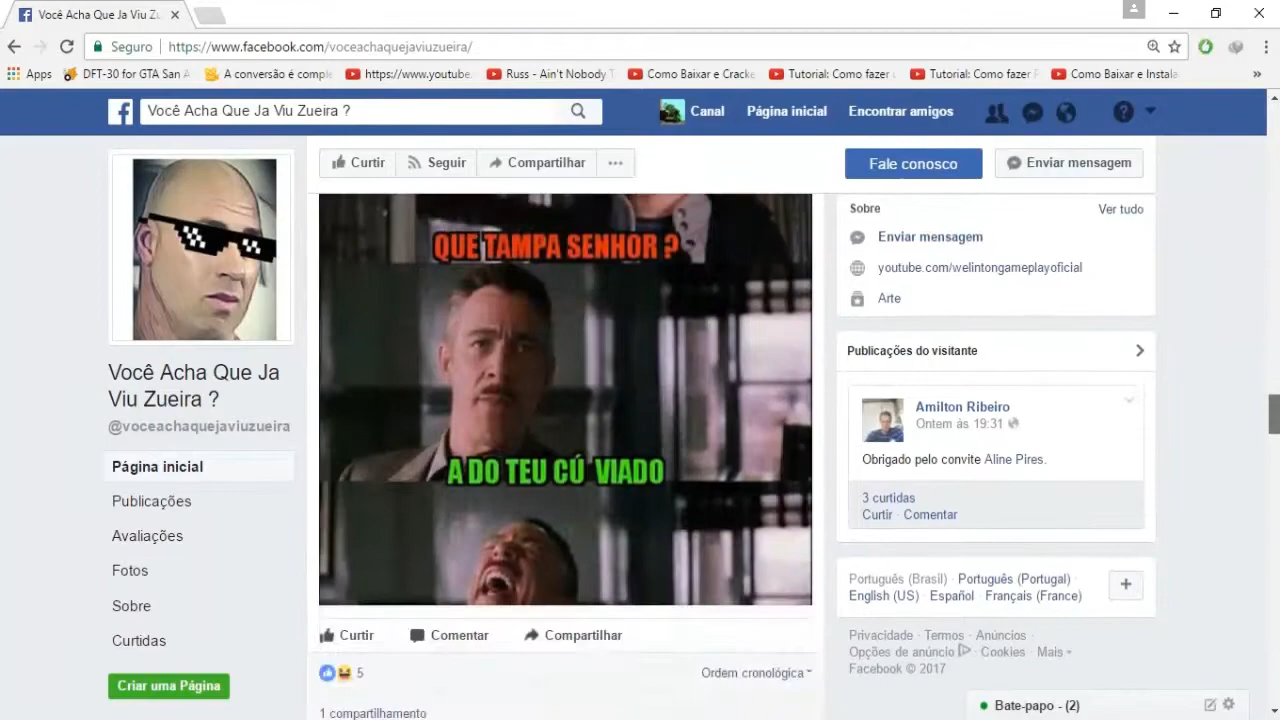 Você Acha Que Ja Viu Zu
Seguro
https://www.facebook.com/voceachaquejaviuzueira/
Apps
DFT-30 for GTA San A
A conversão é comple
https://www.youtube.
Russ - Ain't Nobody T
Como Baixar e Cracke
Tutorial: Como fazer
Tutorial: Como fazer
Como Baixar e Instala
»
Você Acha Que Ja Viu Zueira ?
Canal
Página inicial
Encontrar amigos
Curtir
Seguir
Compartilhar
Fale conosco
Enviar mensagem
Você Acha Que Ja
Viu Zueira ?
@voceachaquejaviuzueira
Página inicial
Publicações
Avaliações
Fotos
Sobre
Curtidas
Criar uma Página
QUE TAMPA SENHOR ?
A DO TEU CÚ VIADO
Curtir
Comentar
Compartilhar
5
Ordem cronológica
1 compartilhamento
Sobre
Ver tudo
Enviar mensagem
youtube.com/welintongameplayoficial
Arte
Publicações do visitante
Amilton Ribeiro
Ontem às 19:31
Obrigado pelo convite Aline Pires.
3 curtidas
Curtir · Comentar
Português (Brasil) · Português (Portugal) ·
English (US) · Español · Français (France)
Privacidade · Termos · Anúncios ·
Opções de anúncio · Cookies · Mais
Facebook © 2017
Bate-papo - (2)